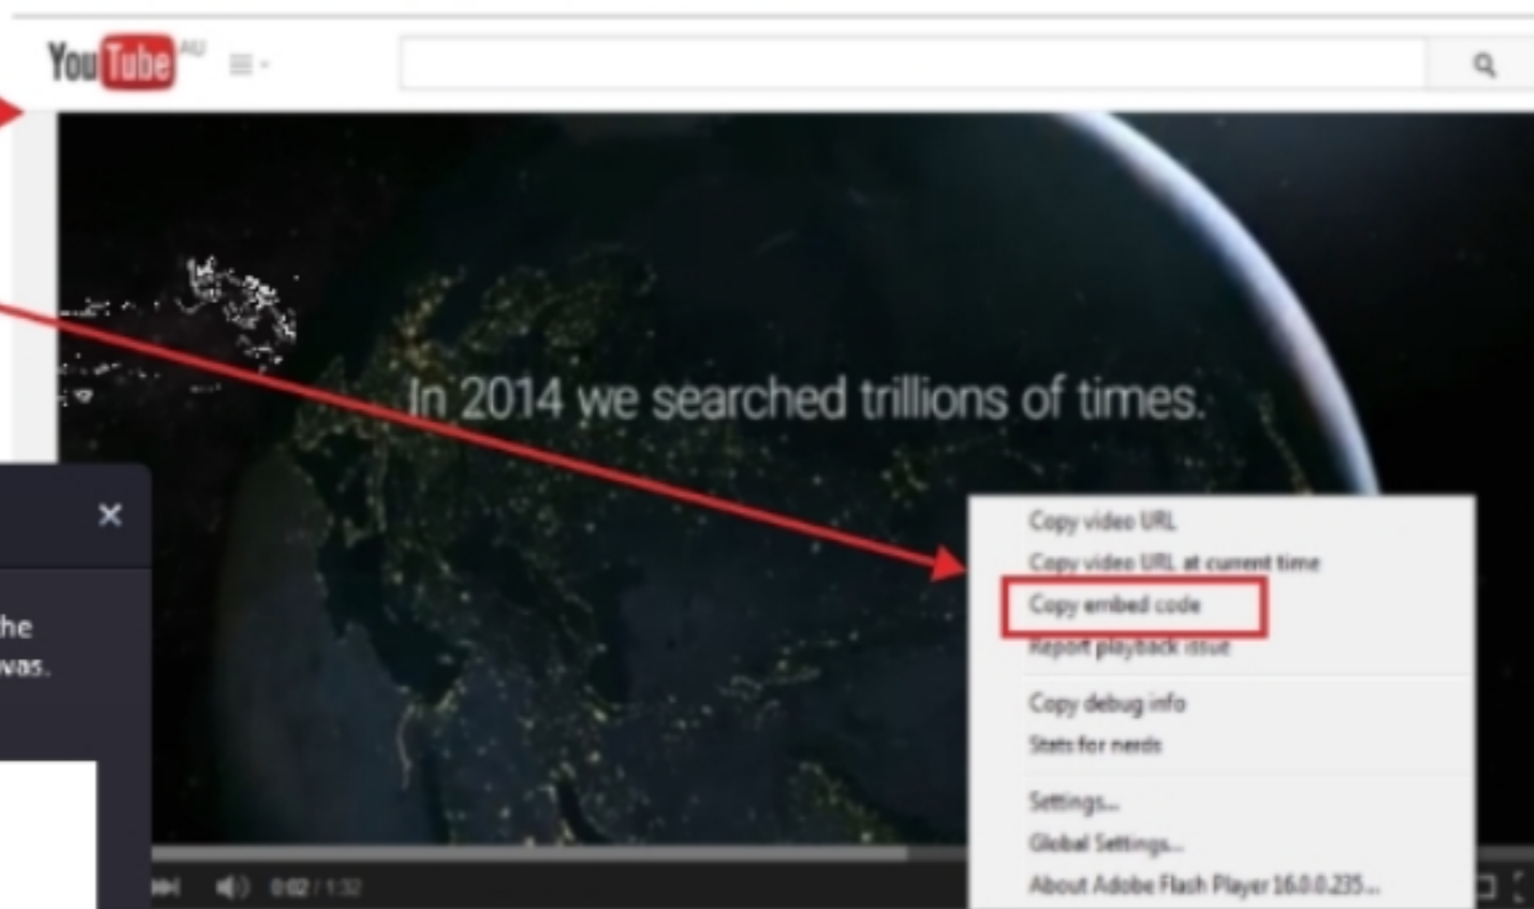 YouTube AU
In 2014 we searched trillions of times.
Copy video URL
Copy video URL at current time
Copy embed code
Report playback issue
Copy debug info
Stats for nerds
Settings...
Global Settings...
About Adobe Flash Player 16.0.0.235...
he
was.
0:02 / 1:32